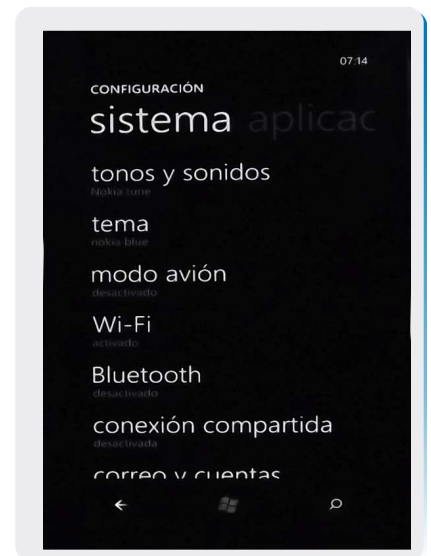 07:14
CONFIGURACIÓN
sistema aplicac
tonos y sonidos
Nokia tune
tema
nokia blue
modo avión
desactivado
Wi-Fi
activado
Bluetooth
desactivado
conexión compartida
desactivada
correo y cuentas